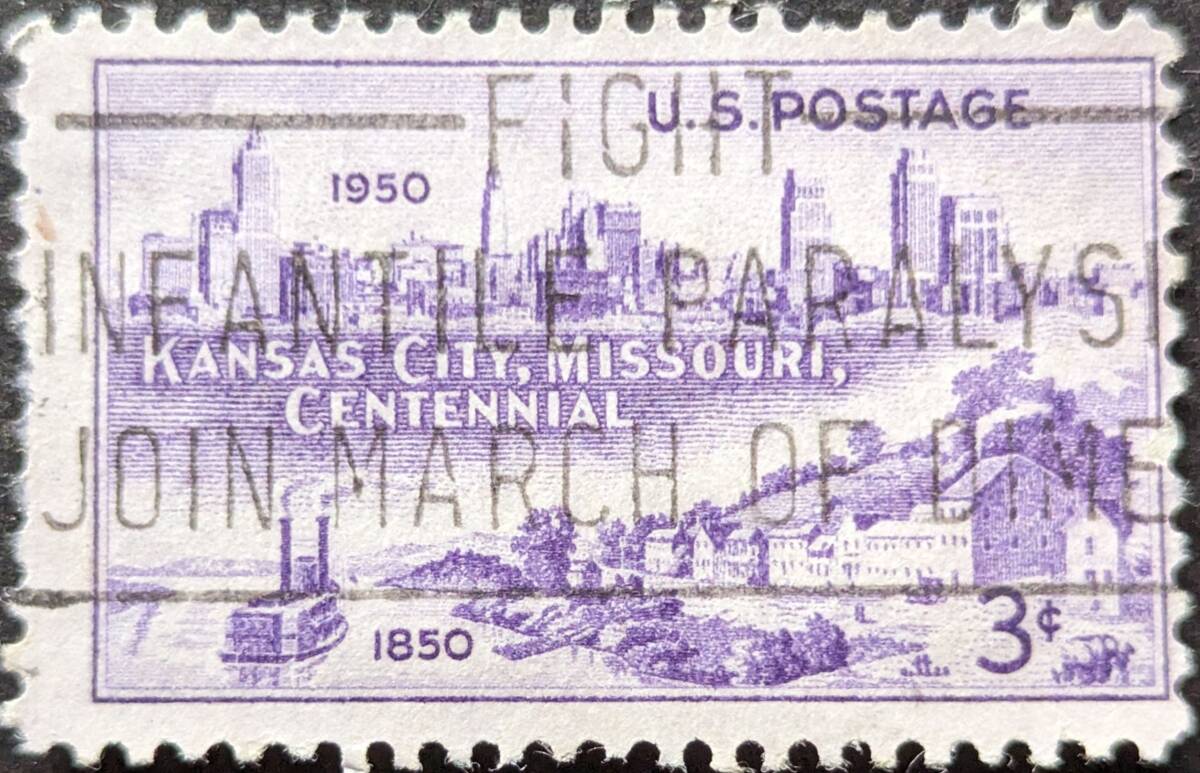 U.S. POSTAGE
1950
KANSAS CITY, MISSOURI,
CENTENNIAL
1850
3¢
FIGHT
INFANTILE PARALYSI
JOIN MARCH OF DIME